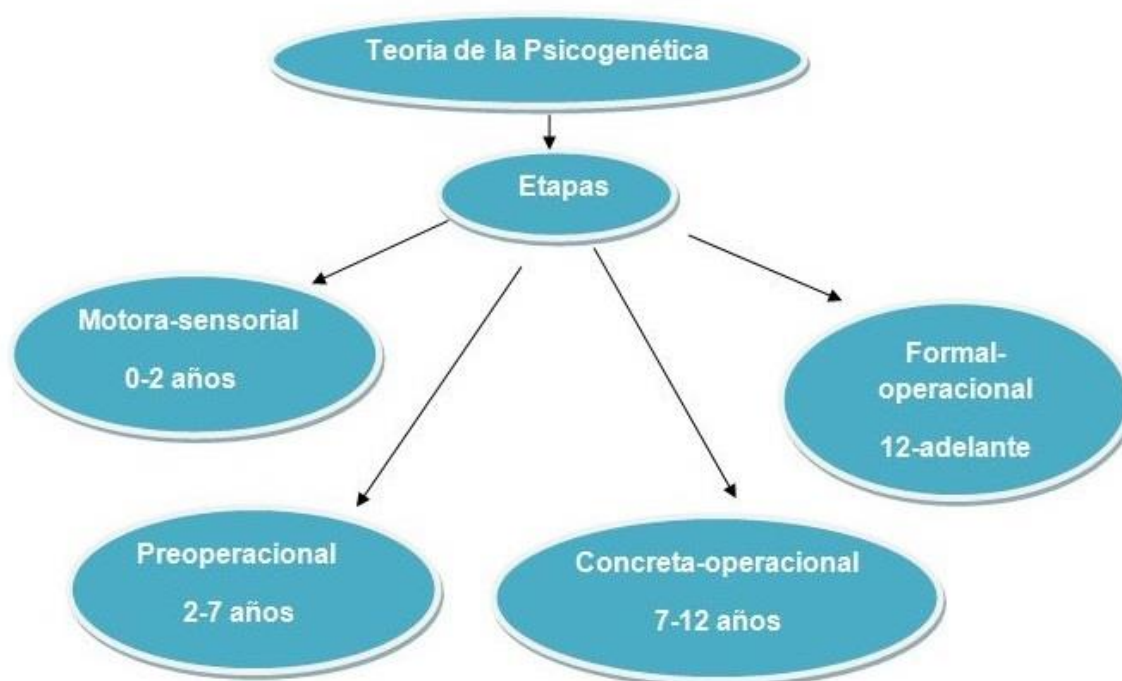 Teoría de la Psicogenética
Etapas
Motora-sensorial
0-2 años
Formal-
operacional
12-adelante
Preoperacional
2-7 años
Concreta-operacional
7-12 años